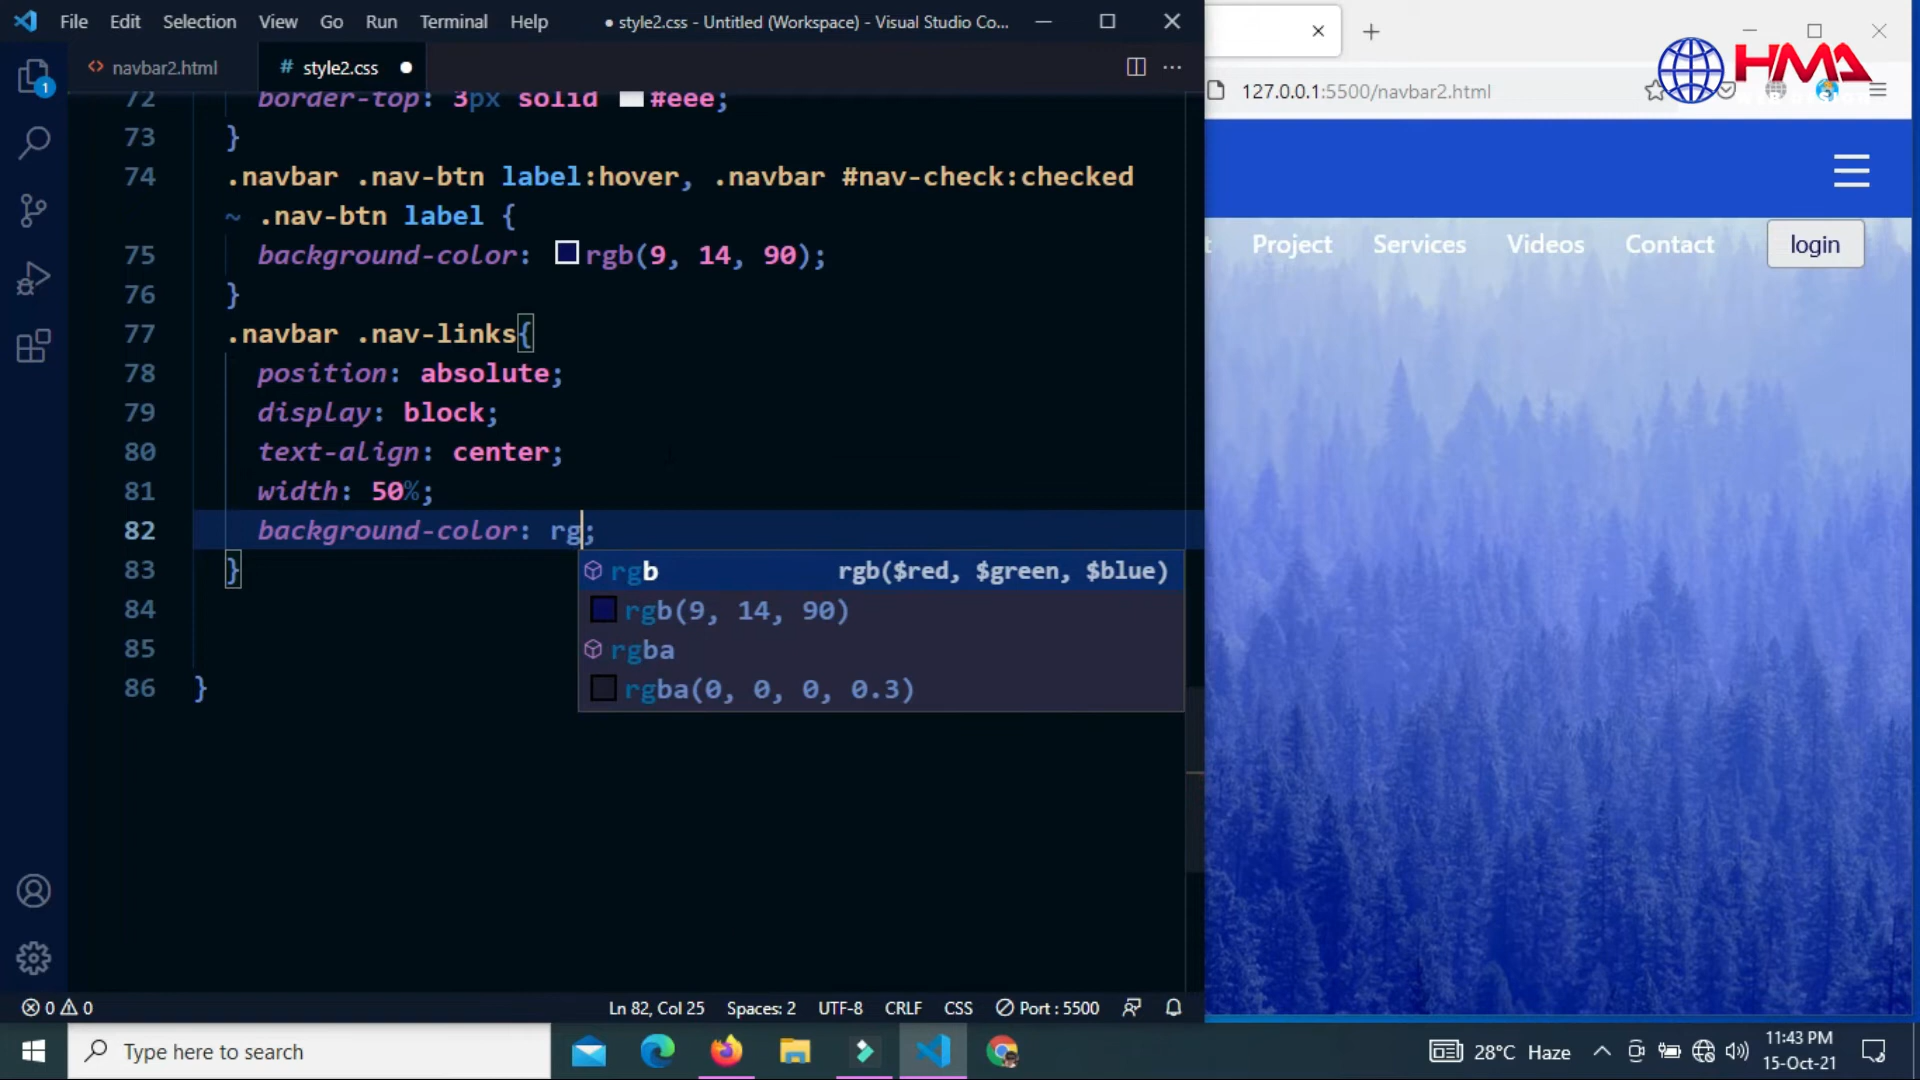 File Edit Selection View Go Run Terminal Help
● style2.css - Untitled (Workspace) - Visual Studio Co...
<> navbar2.html
# style2.css ●
72 border-top: 3px solid #eee;
73 }
74 .navbar .nav-btn label:hover, .navbar #nav-check:checked
~ .nav-btn label {
75 background-color: rgb(9, 14, 90);
76 }
77 .navbar .nav-links{
78 position: absolute;
79 display: block;
80 text-align: center;
81 width: 50%;
82 background-color: rg;
83 }
84
85
86 }
rgb rgb($red, $green, $blue)
rgb(9, 14, 90)
rgba
rgba(0, 0, 0, 0.3)
1
0 0
Ln 82, Col 25 Spaces: 2 UTF-8 CRLF CSS Port : 5500
127.0.0.1:5500/navbar2.html
HMA
t Project Services Videos Contact login
Type here to search
28°C Haze
11:43 PM
15-Oct-21